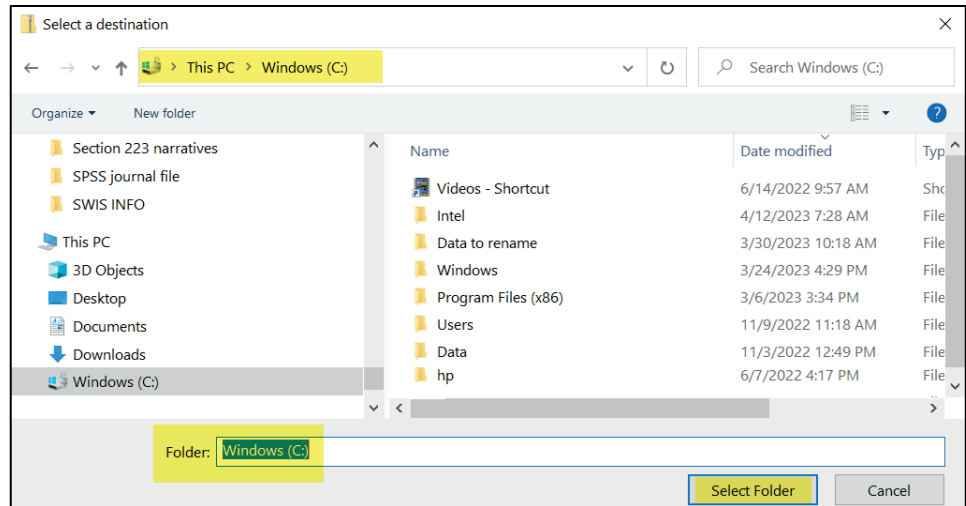 Select a destination
This PC > Windows (C:)
Search Windows (C:)
Organize
New folder
?
Section 223 narratives
SPSS journal file
SWIS INFO
This PC
3D Objects
Desktop
Documents
Downloads
Windows (C:)
Name Date modified Typ
Videos - Shortcut 6/14/2022 9:57 AM Sho
Intel 4/12/2023 7:28 AM File
Data to rename 3/30/2023 10:18 AM File
Windows 3/24/2023 4:29 PM File
Program Files (x86) 3/6/2023 3:34 PM File
Users 11/9/2022 11:18 AM File
Data 11/3/2022 12:49 PM File
hp 6/7/2022 4:17 PM File
Folder: Windows (C:)
Select Folder Cancel